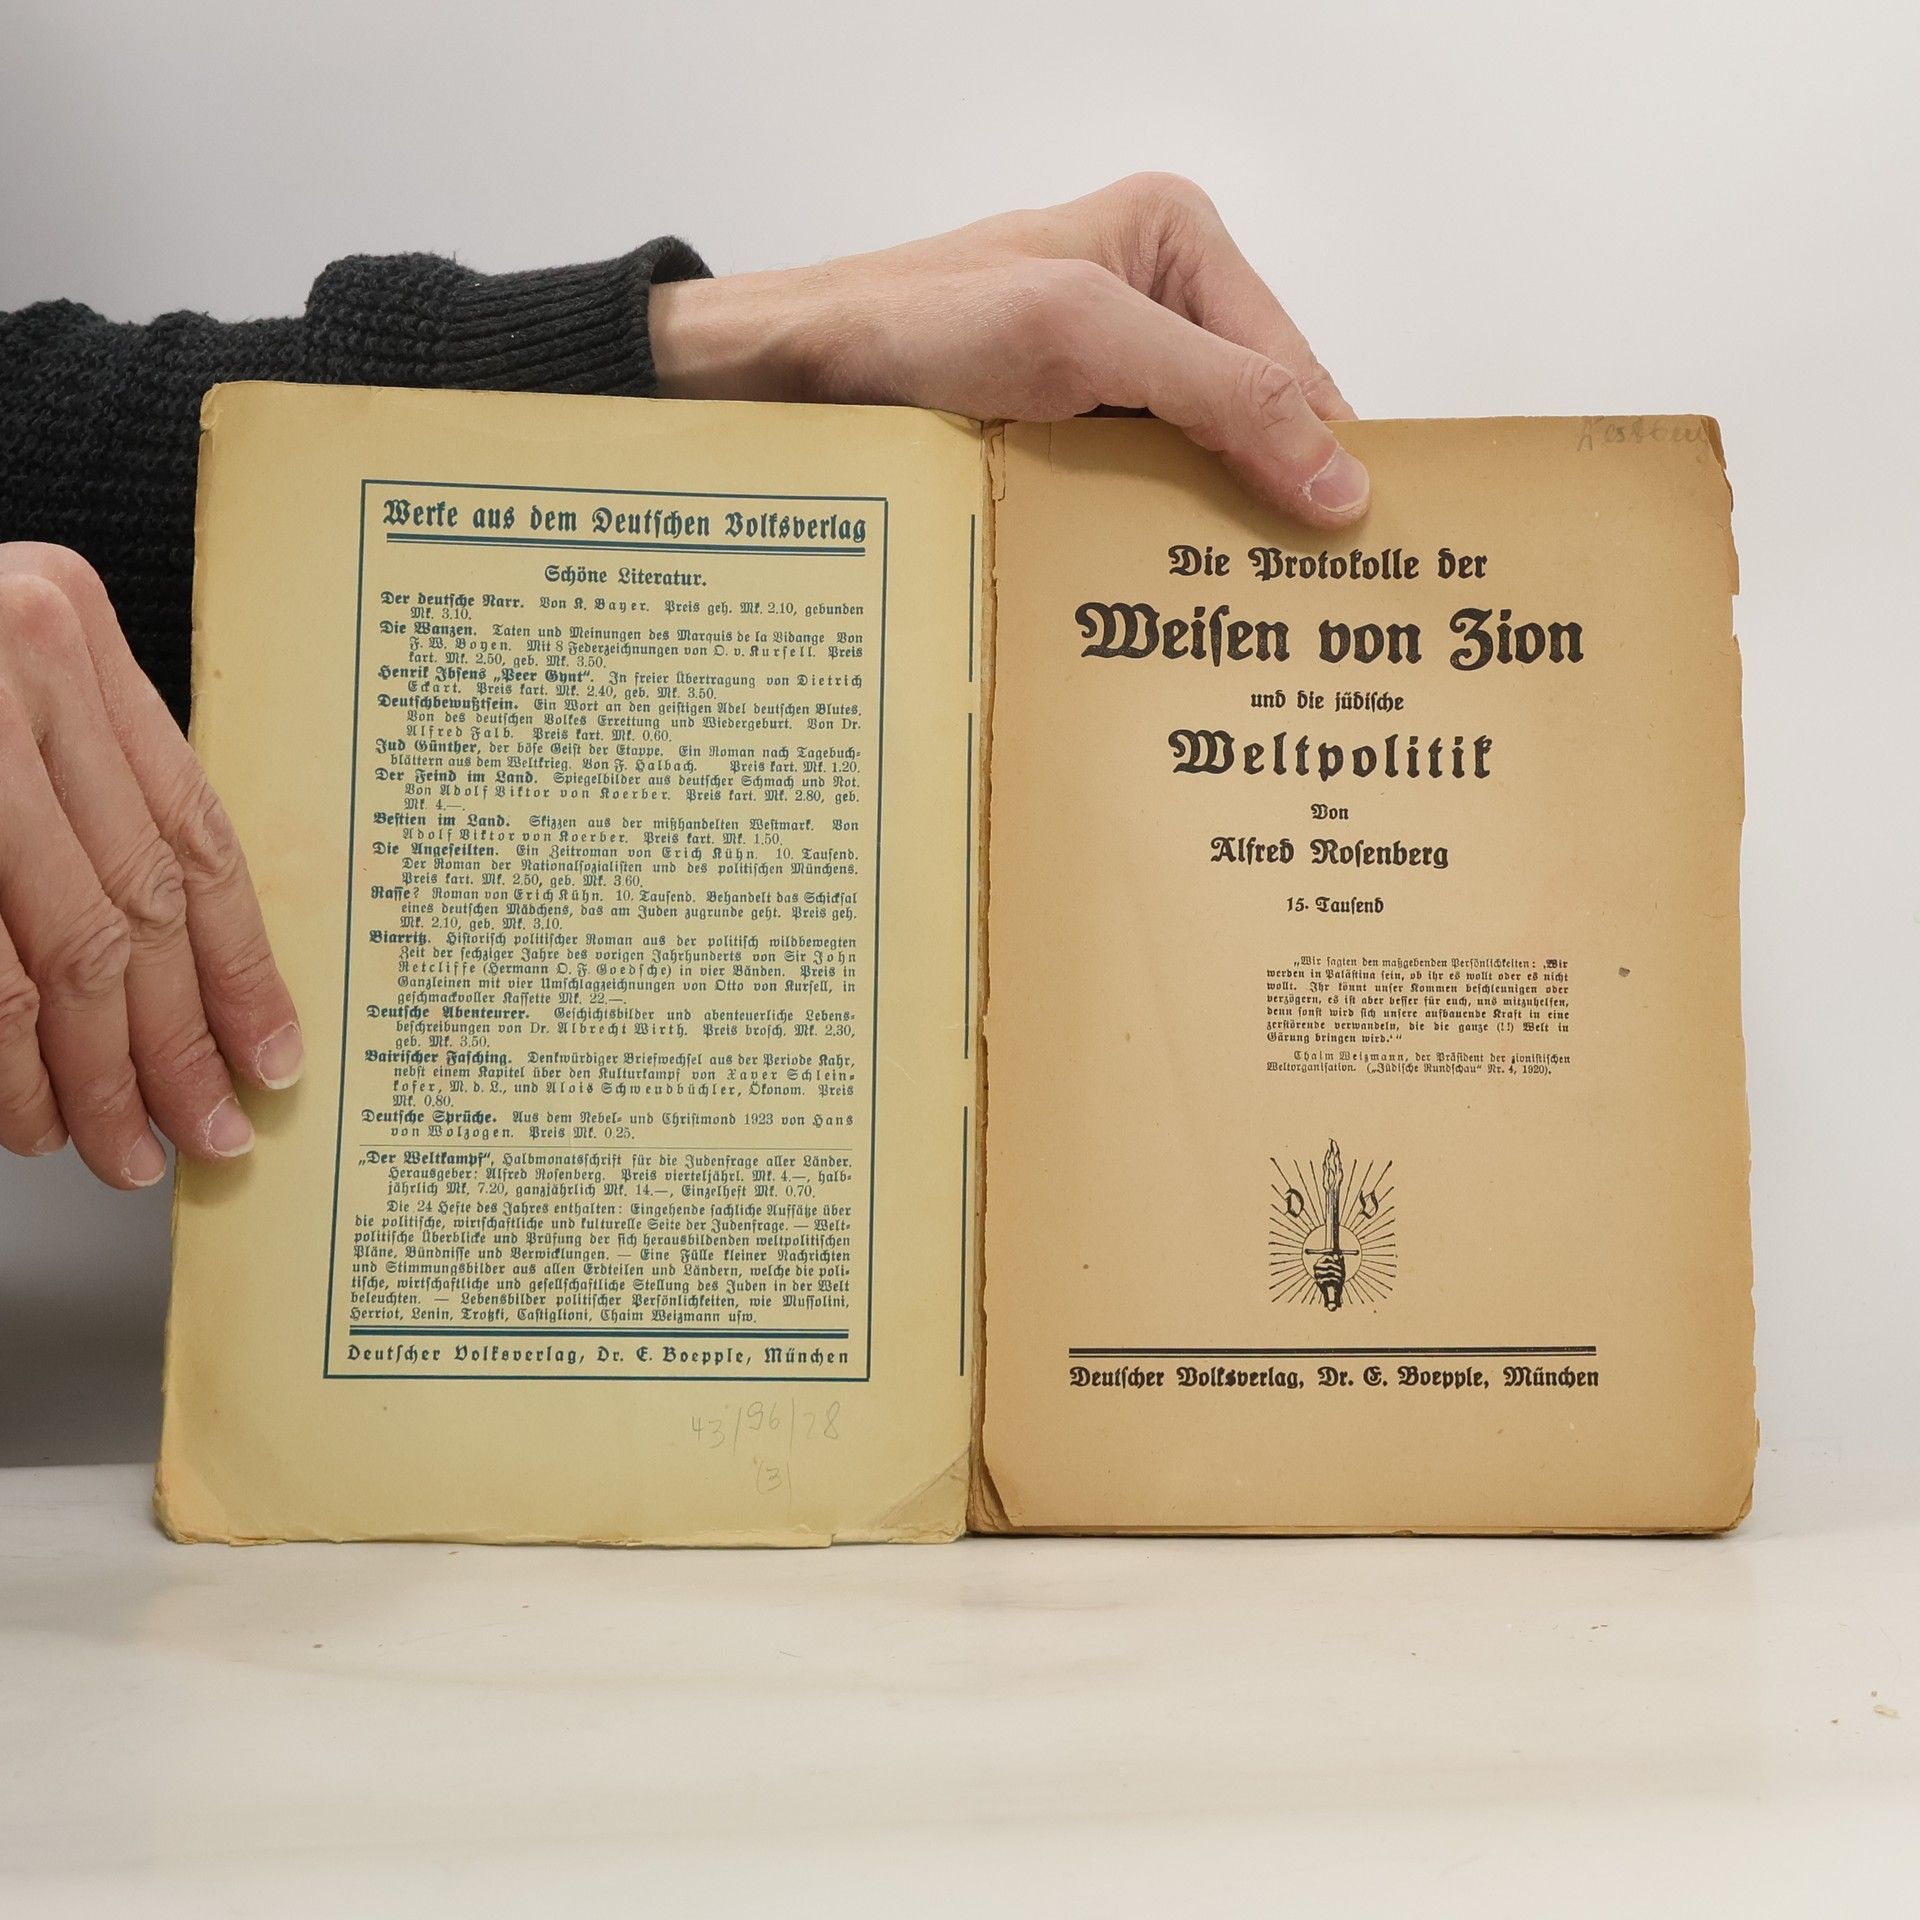 Werke aus dem Deutschen Volksverlag
Schöne Literatur.
Der deutsche Narr. Von K. Bayer. Preis geh. Mk. 2.10, gebunden
Mk. 3.10.
Die Wanzen. Taten und Meinungen des Marquis de la Vidange Von
F. W. Boyen. Mit 8 Federzeichnungen von O. v. Kursell. Preis
kart. Mk. 2.50, geb. Mk. 3.50.
Henrik Ibsens „Peer Gynt“. In freier Übertragung von Dietrich
Eckart. Preis kart. Mk. 2.40, geb. Mk. 3.50.
Deutschbewußtsein. Ein Wort an den geistigen Adel deutschen Blutes.
Von des deutschen Volkes Errettung und Wiedergeburt. Von Dr.
Alfred Falb. Preis kart. Mk. 0.60.
Jud Günther, der böse Geist der Etappe. Ein Roman nach Tagebuch-
blättern aus dem Weltkrieg. Von F. Halbach. Preis kart. Mk. 1.20.
Der Feind im Land. Spiegelbilder aus deutscher Schmach und Not.
Von Adolf Viktor von Koerber. Preis kart. Mk. 2.80, geb.
Mk. 4.—.
Bestien im Land. Skizzen aus der mißhandelten Westmark. Von
Adolf Viktor von Koerber. Preis kart. Mk. 1.50.
Die Angeseilten. Ein Zeitroman von Erich Kühn. 10. Tausend.
Der Roman der Nationalsozialisten und des politischen Münchens.
Preis kart. Mk. 2.50, geb. Mk. 3.60.
Rasse? Roman von Erich Kühn. 10. Tausend. Behandelt das Schicksal
eines deutschen Mädchens, das am Juden zugrunde geht. Preis geh.
Mk. 2.10, geb. Mk. 3.10.
Biarritz. Historisch politischer Roman aus der politisch wildbewegten
Zeit der sechziger Jahre des vorigen Jahrhunderts von Sir John
Retcliffe (Hermann O. F. Goedsche) in vier Bänden. Preis in
Ganzleinen mit vier Umschlagzeichnungen von Otto von Kursell, in
geschmackvoller Kassette Mk. 22.—.
Deutsche Abenteurer. Geschichtsbilder und abenteuerliche Lebens-
beschreibungen von Dr. Albrecht Wirth. Preis brosch. Mk. 2.30,
geb. Mk. 3.50.
Bairischer Fasching. Denkwürdiger Briefwechsel aus der Periode Kahr,
nebst einem Kapitel über den Kulturkampf von Xaver Schlein-
kofer, M. d. L., und Alois Schwendbüchler, Ökonom. Preis
Mk. 0.80.
Deutsche Sprüche. Aus dem Nebel- und Christmond 1923 von Hans
von Wolzogen. Preis Mk. 0.25.
„Der Weltkampf“, Halbmonatsschrift für die Judenfrage aller Länder.
Herausgeber: Alfred Rosenberg. Preis vierteljährl. Mk. 4.—, halb-
jährlich Mk. 7.20, ganzjährlich Mk. 14.—, Einzelheft Mk. 0.70.
Die 24 Hefte des Jahres enthalten: Eingehende sachliche Aufsätze über
die politische, wirtschaftliche und kulturelle Seite der Judenfrage. — Welt-
politische Überblicke und Prüfung der sich herausbildenden weltpolitischen
Pläne, Bündnisse und Verwicklungen. — Eine Fülle kleiner Nachrichten
und Stimmungsbilder aus allen Erdteilen und Ländern, welche die poli-
tische, wirtschaftliche und gesellschaftliche Stellung des Juden in der Welt
beleuchten. — Lebensbilder politischer Persönlichkeiten, wie Mussolini,
Herriot, Lenin, Trotzki, Castiglioni, Chaim Weizmann usw.
Deutscher Volksverlag, Dr. E. Boepple, München
43/96/28
(3)
Die Protokolle der
Weisen von Zion
und die jüdische
Weltpolitik
Von
Alfred Rosenberg
15. Tausend
„Wir sagten den maßgebenden Persönlichkeiten: ‚Wir
werden in Palästina sein, ob ihr es wollt oder es nicht
wollt. Ihr könnt unser Kommen beschleunigen oder
verzögern, es ist aber besser für euch, uns mitzuhelfen,
denn sonst wird sich unsere aufbauende Kraft in eine
zerstörende verwandeln, die die ganze (!!) Welt in
Gärung bringen wird.‘“
Chaim Weizmann, der Präsident der zionistischen
Weltorganisation. („Jüdische Rundschau“ Nr. 4, 1920).
D V
Deutscher Volksverlag, Dr. E. Boepple, München